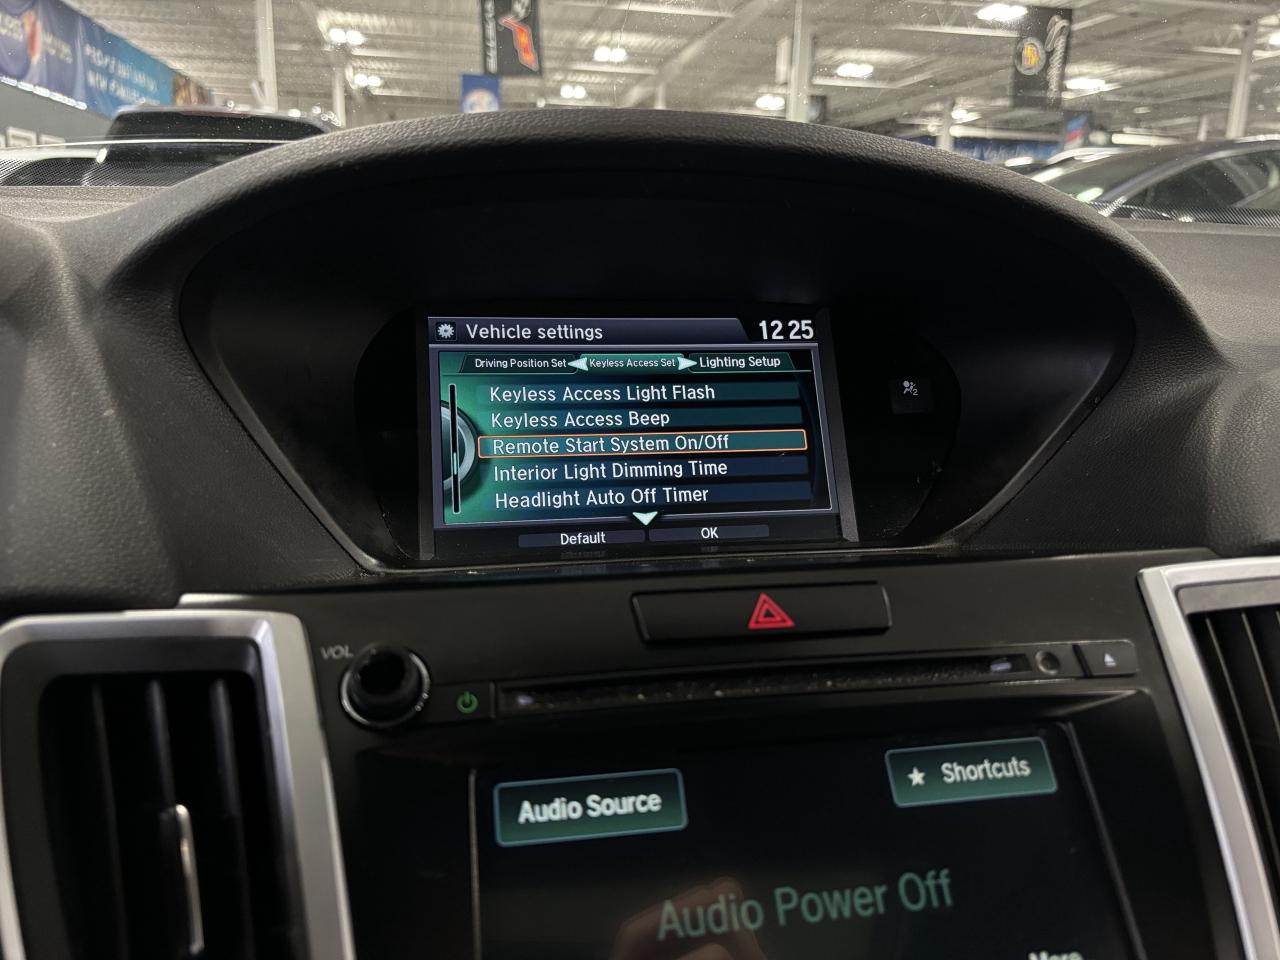 Vehicle settings
12 25
Driving Position Set
Keyless Access Set
Lighting Setup
Keyless Access Light Flash
Keyless Access Beep
Remote Start System On/Off
Interior Light Dimming Time
Headlight Auto Off Timer
Default
OK
VOL
Audio Source
Shortcuts
Audio Power Off
More